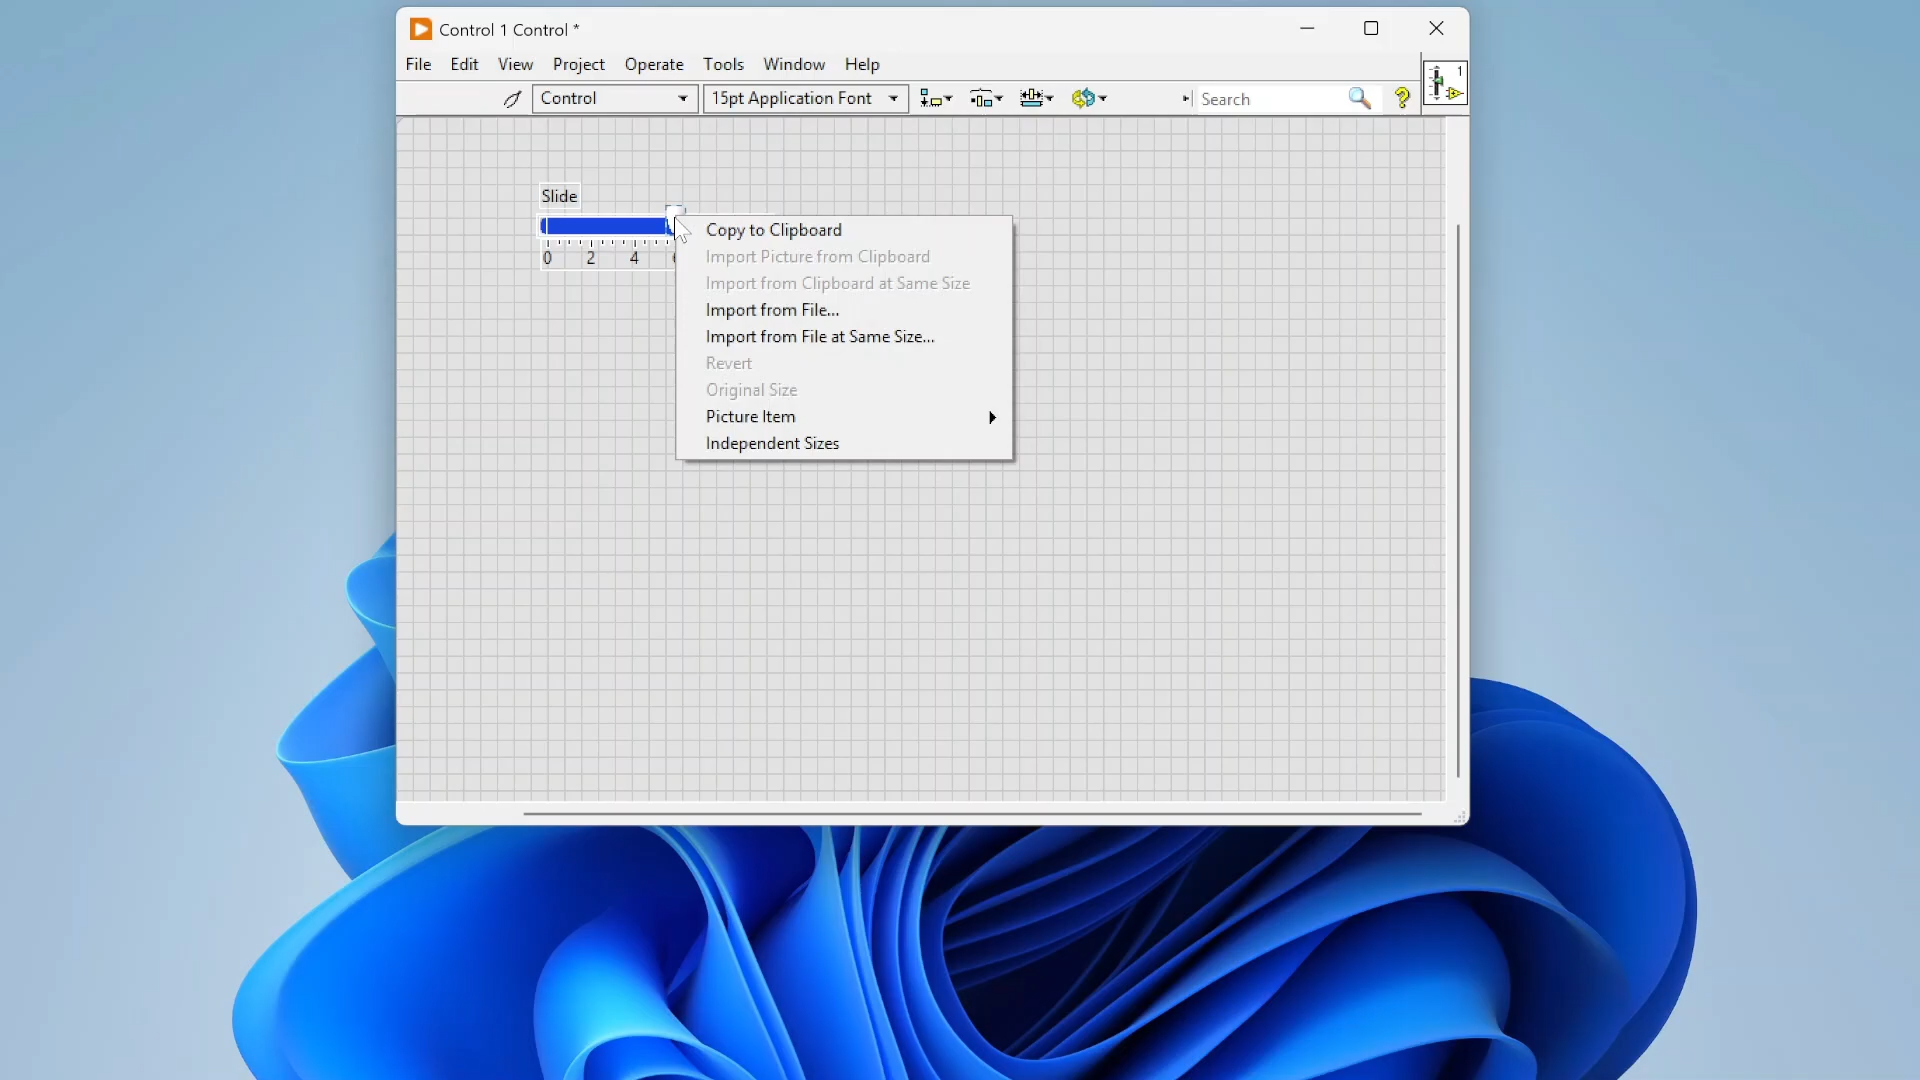 Control 1 Control *
File Edit View Project Operate Tools Window Help
Control 15pt Application Font Search ? 1
Slide
0 2 4
Copy to Clipboard
Import Picture from Clipboard
Import from Clipboard at Same Size
Import from File...
Import from File at Same Size...
Revert
Original Size
Picture Item
Independent Sizes